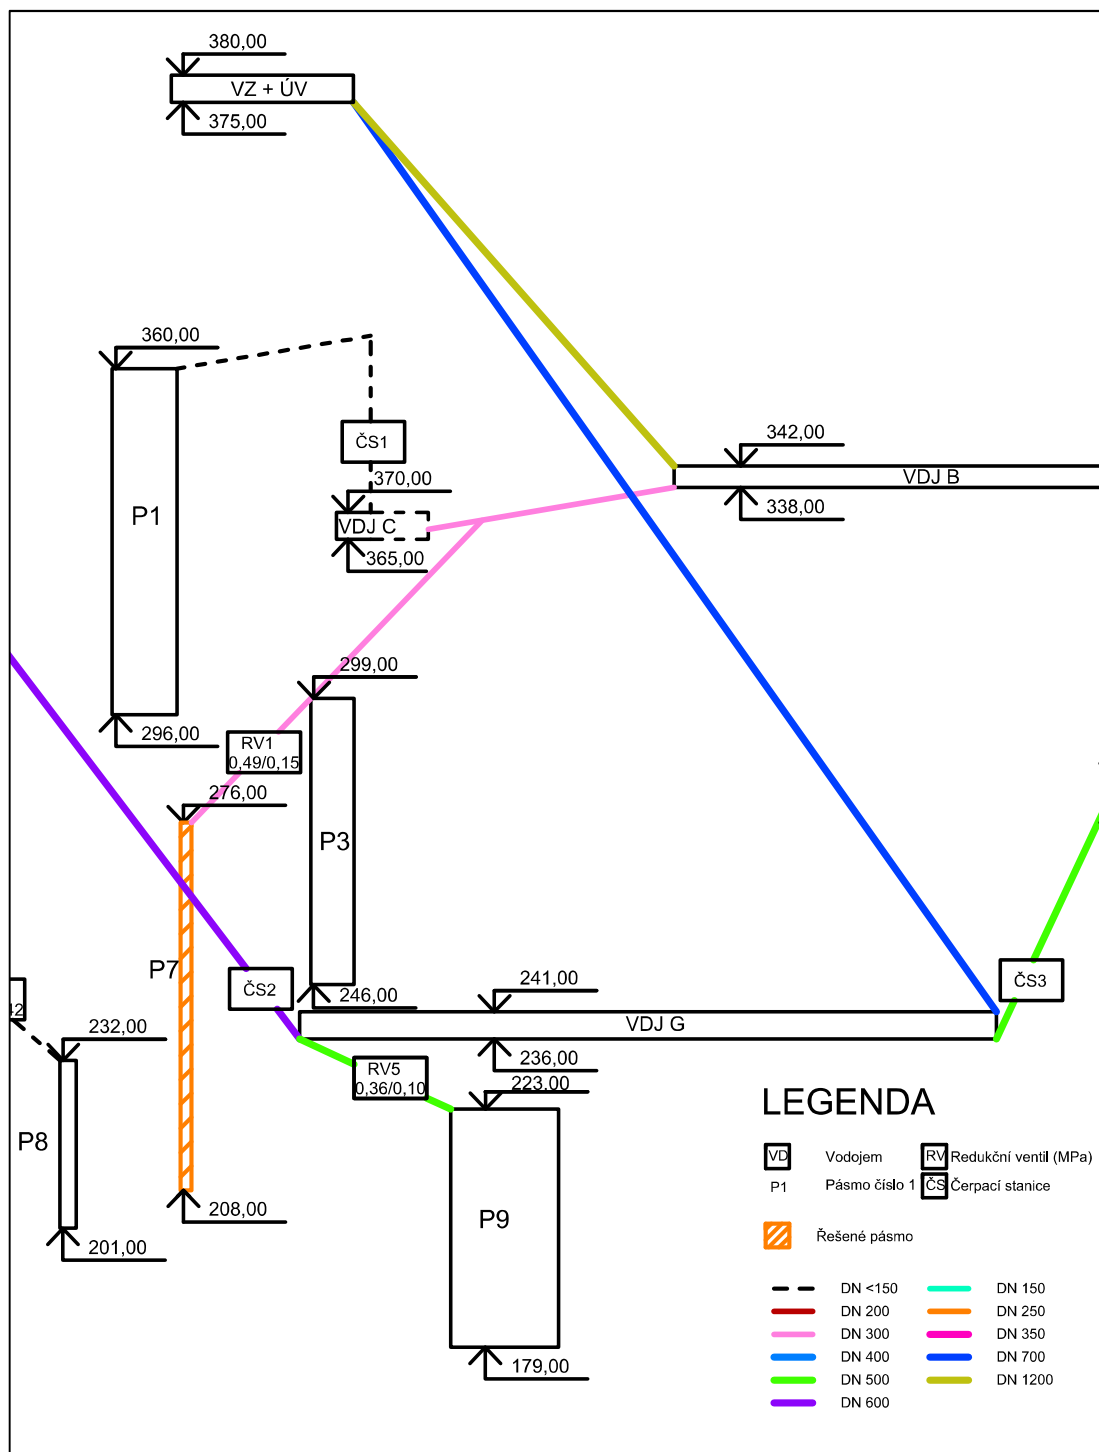 380,00
VZ + ÚV
375,00
360,00
P1
296,00
ČS1
370,00
VDJ C
365,00
342,00
VDJ B
338,00
299,00
RV1
0,49/0,15
276,00
P3
P7
246,00
ČS2
241,00
VDJ G
236,00
ČS3
42
232,00
P8
201,00
208,00
RV5
0,36/0,10
223,00
P9
179,00
LEGENDA
VD Vodojem RV Redukční ventil (MPa)
P1 Pásmo číslo 1 ČS Čerpací stanice
Řešené pásmo
DN <150 DN 150
DN 200 DN 250
DN 300 DN 350
DN 400 DN 700
DN 500 DN 1200
DN 600